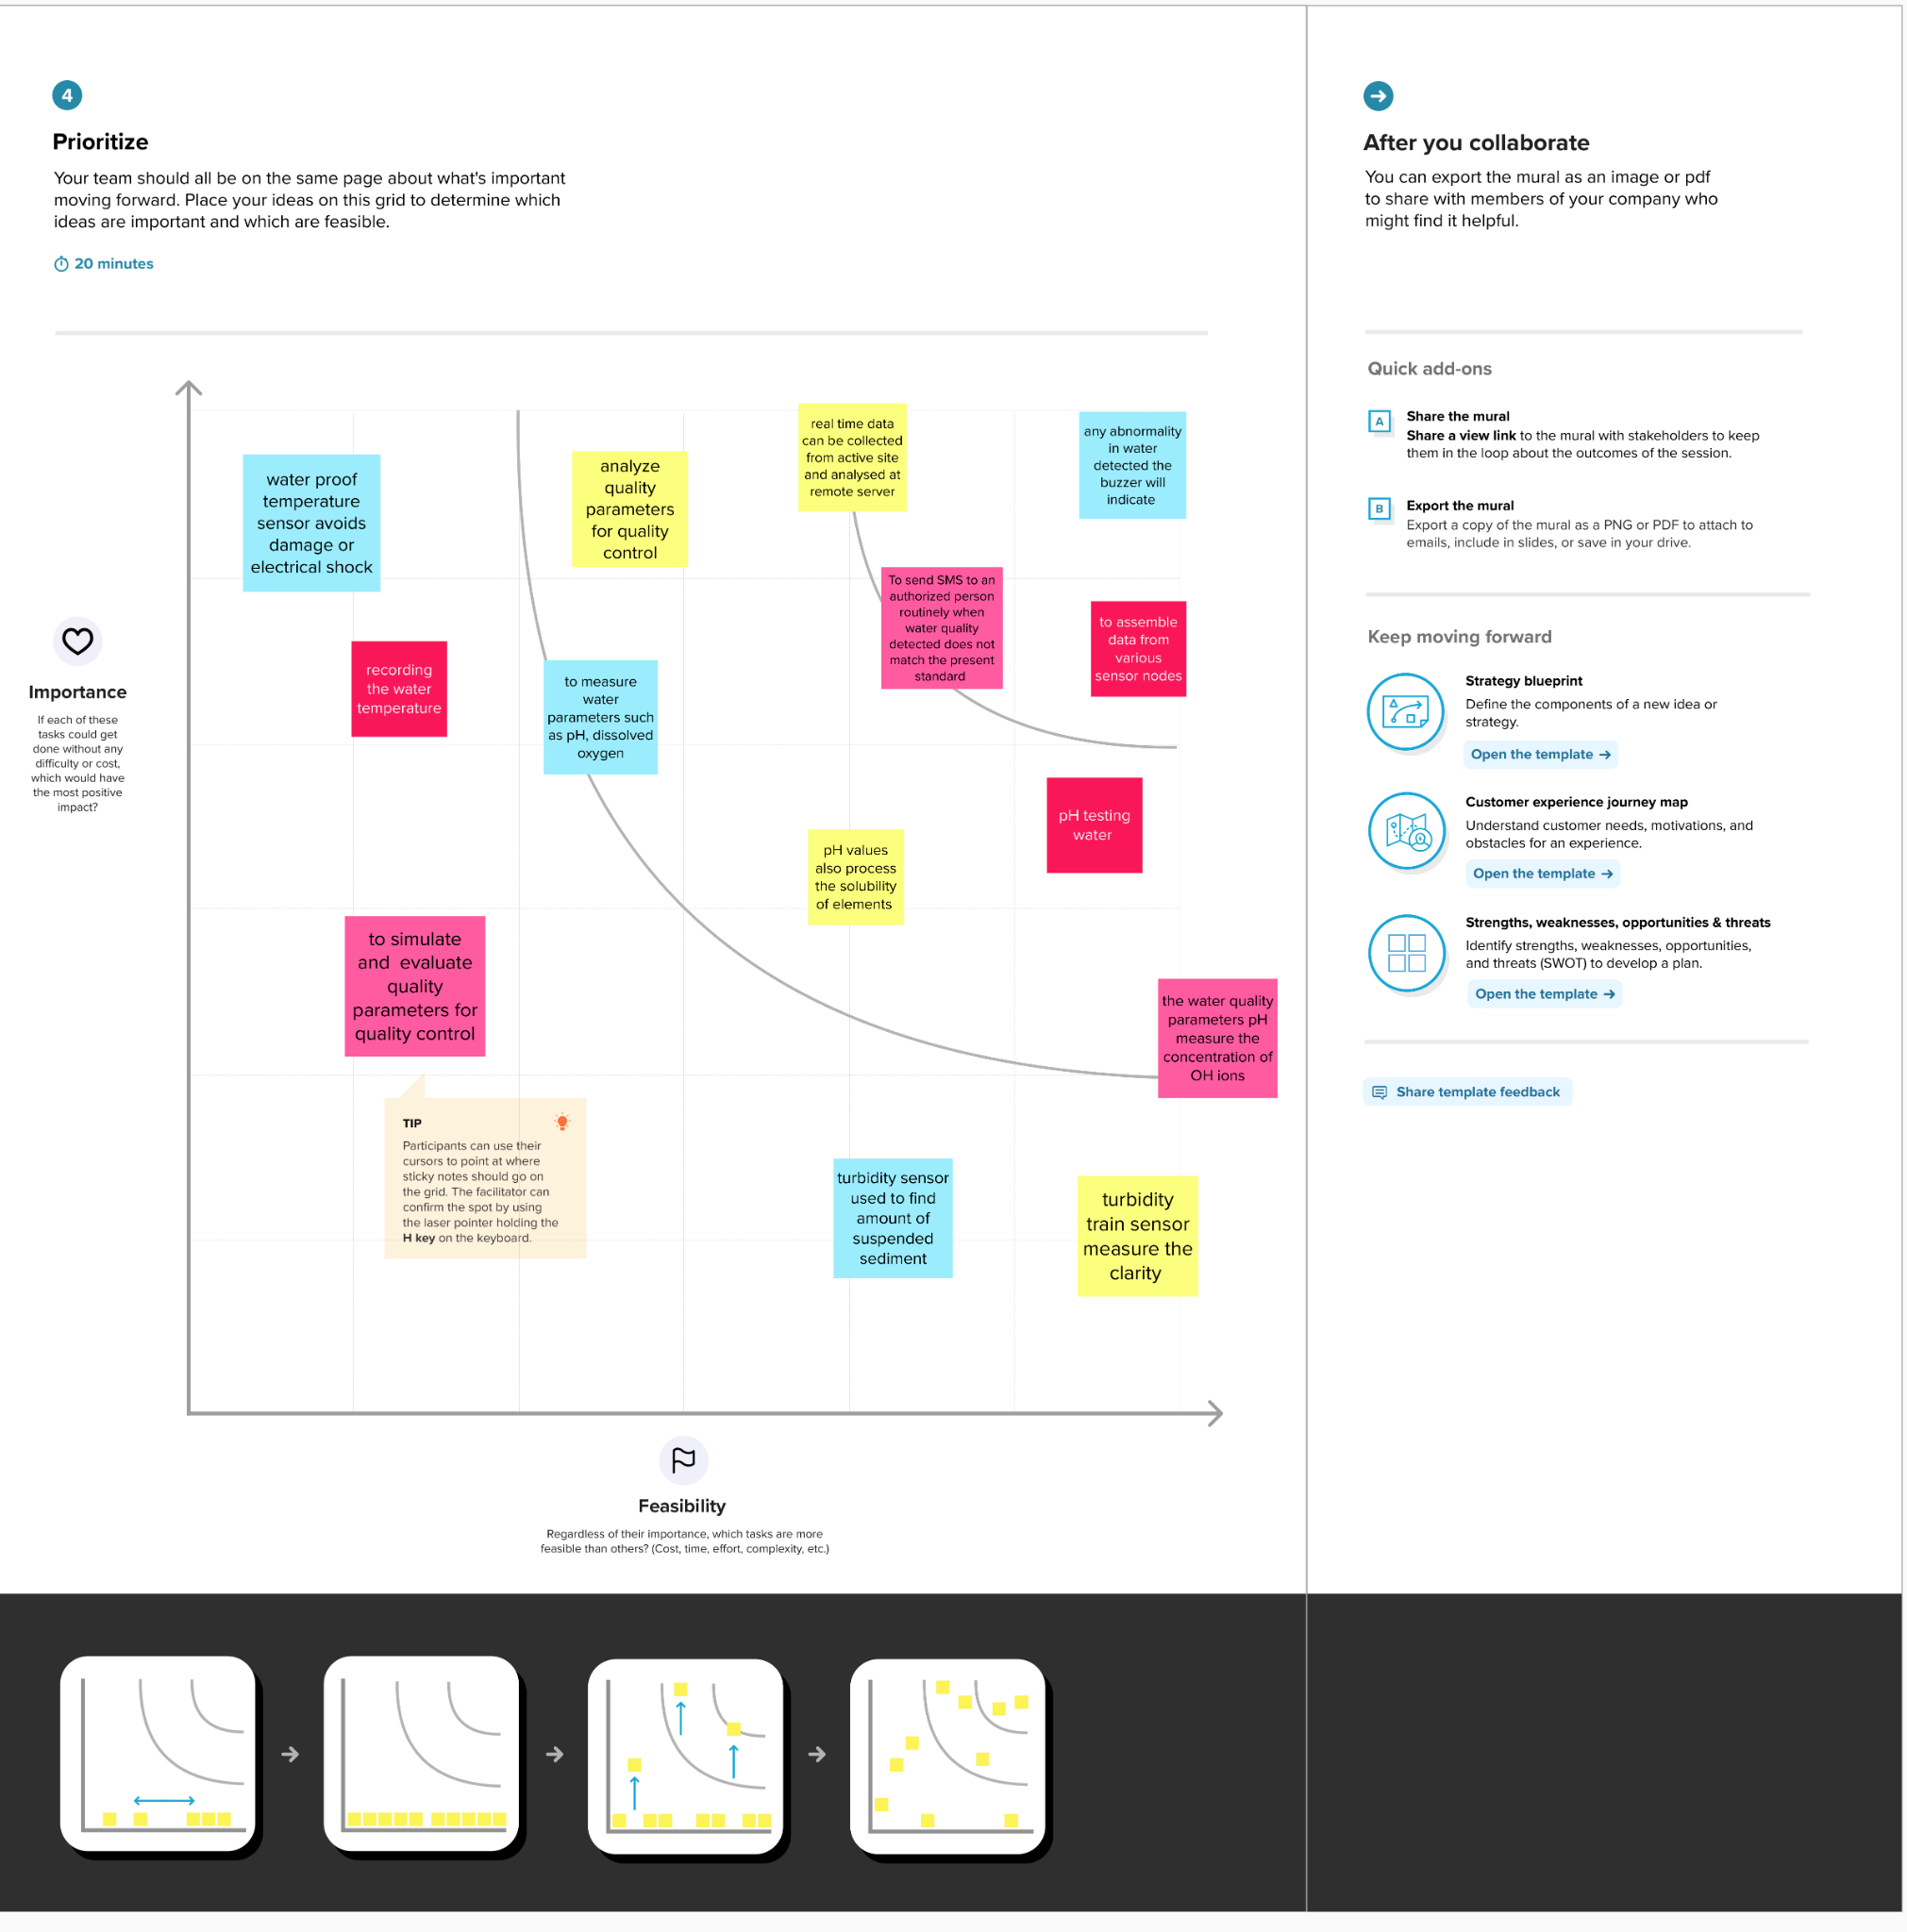 4
Prioritize
Your team should all be on the same page about what's important
moving forward. Place your ideas on this grid to determine which
ideas are important and which are feasible.
20 minutes
Importance
If each of these
tasks could get
done without any
difficulty or cost,
which would have
the most positive
impact?
water proof
temperature
sensor avoids
damage or
electrical shock
analyze
quality
parameters
for quality
control
real time data
can be collected
from active site
and analysed at
remote server
any abnormality
in water
detected the
buzzer will
indicate
recording
the water
temperature
to measure
water
parameters such
as pH, dissolved
oxygen
To send SMS to an
authorized person
routinely when
water quality
detected does not
match the present
standard
to assemble
data from
various
sensor nodes
pH values
also process
the solubility
of elements
pH testing
water
to simulate
and  evaluate
quality
parameters for
quality control
the water quality
parameters pH
measure the
concentration of
OH ions
TIP
Participants can use their
cursors to point at where
sticky notes should go on
the grid. The facilitator can
confirm the spot by using
the laser pointer holding the
H key on the keyboard.
turbidity sensor
used to find
amount of
suspended
sediment
turbidity
train sensor
measure the
clarity
Feasibility
Regardless of their importance, which tasks are more
feasible than others? (Cost, time, effort, complexity, etc.)
After you collaborate
You can export the mural as an image or pdf
to share with members of your company who
might find it helpful.
Quick add-ons
A
Share the mural
Share a view link to the mural with stakeholders to keep
them in the loop about the outcomes of the session.
B
Export the mural
Export a copy of the mural as a PNG or PDF to attach to
emails, include in slides, or save in your drive.
Keep moving forward
Strategy blueprint
Define the components of a new idea or
strategy.
Open the template →
Customer experience journey map
Understand customer needs, motivations, and
obstacles for an experience.
Open the template →
Strengths, weaknesses, opportunities & threats
Identify strengths, weaknesses, opportunities,
and threats (SWOT) to develop a plan.
Open the template →
Share template feedback